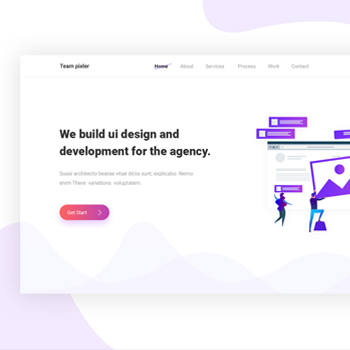 Team pixler
Home About Services Process Work Contact
We build ui design and
development for the agency.
Susai architecto beatae vitae dicta sunt, explicabo. Nemo
enim There variations voluptatem.
Get Start